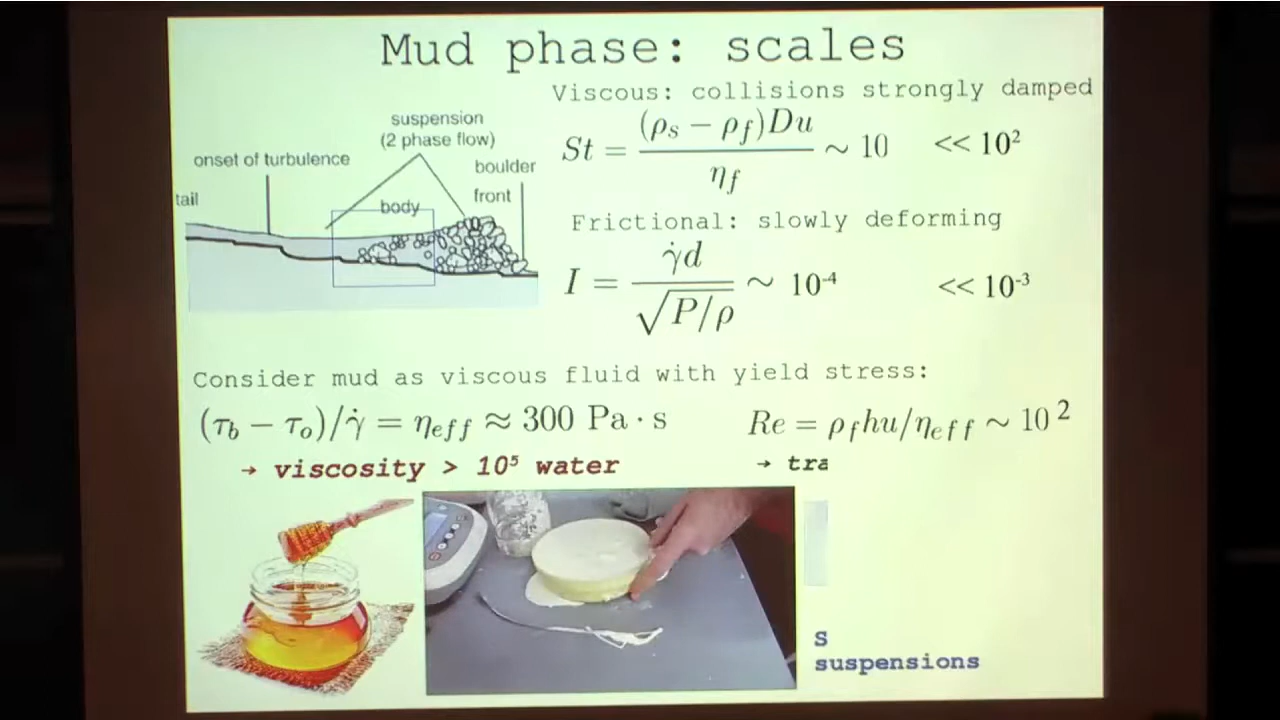 Mud phase: scales
Viscous: collisions strongly damped
St = (ρs − ρf)Du / ηf ∼ 10 << 10²
suspension
(2 phase flow)
onset of turbulence
boulder
front
tail
body
Frictional: slowly deforming
I = γ̇d / √P/ρ ∼ 10⁻⁴ << 10⁻³
Consider mud as viscous fluid with yield stress:
(τb − τo)/γ̇ = ηeff ≈ 300 Pa · s
Re = ρfhu/ηeff ∼ 10²
→ viscosity > 10⁵ water
→ tra
S
suspensions